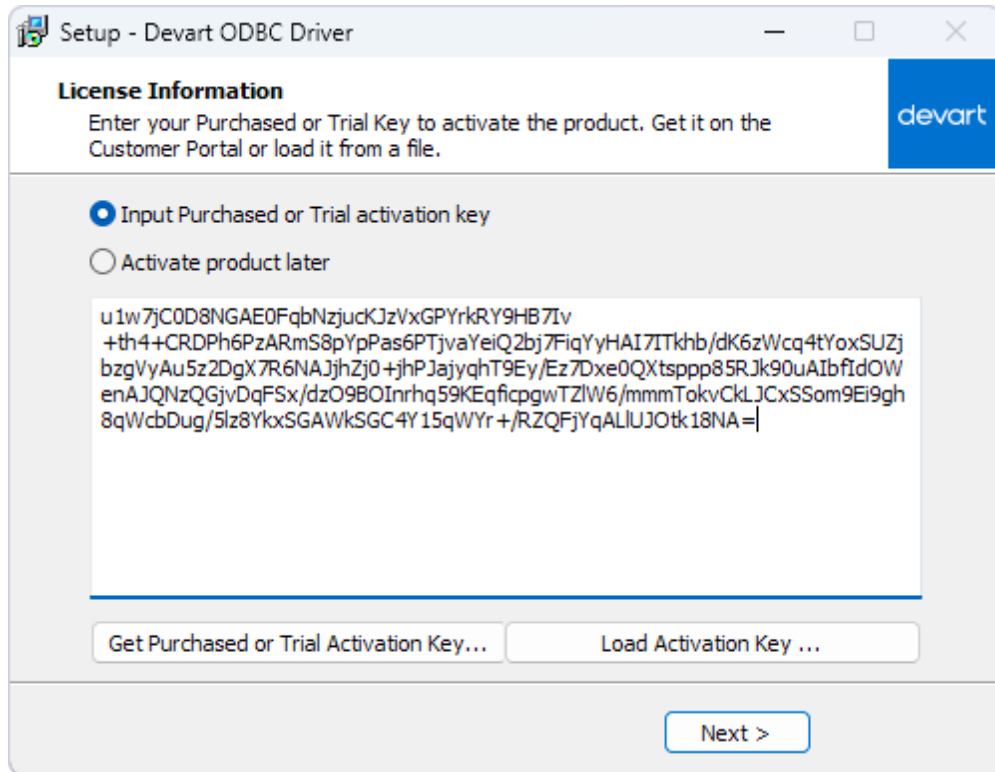 Setup - Devart ODBC Driver
License Information
Enter your Purchased or Trial Key to activate the product. Get it on the
Customer Portal or load it from a file.
devart
Input Purchased or Trial activation key
Activate product later
u1w7jC0D8NGAE0FqbNzjucKJzVxGPYrkRY9HB7Iv
+th4+CRDPh6PzARmS8pYpPas6PTjvaYeiQ2bj7FiqYyHAI7ITkhb/dK6zWcq4tYoxSUZj
bzgVyAu5z2DgX7R6NAJjhZj0+jhPJajyqhT9Ey/Ez7Dxe0QXtsppp85RJk90uAIbfIdOW
enAJQNzQGjvDqFSx/dzO9BOInrhq59KEqficpgwTZlW6/mmmTokvCkLJCxSSom9Ei9gh
8qWcbDug/5lz8YkxSGAWkSGC4Y15qWYr+/RZQFjYqALlUJOtk18NA=
Get Purchased or Trial Activation Key...
Load Activation Key ...
Next >